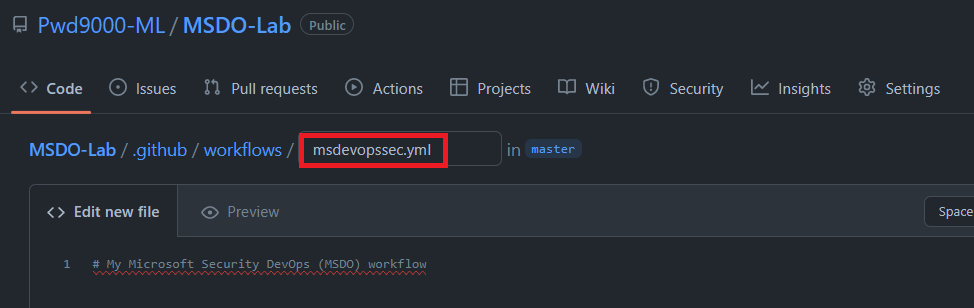 Pwd9000-ML / MSDO-Lab Public
Code Issues Pull requests Actions Projects Wiki Security Insights Settings
MSDO-Lab / .github / workflows / msdevopssec.yml in master
Edit new file Preview Space
1 # My Microsoft Security DevOps (MSDO) workflow